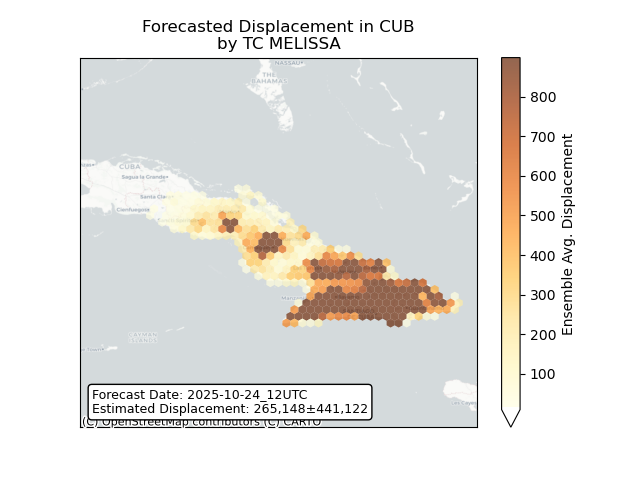 Forecasted Displacement in CUB
by TC MELISSA
NASSAU
THE
BAHAMAS
CUBA
Sagua la Grande
Santa Cla
Cienfuegos
Manzani
CAYMAN
ISLANDS
800
700
600
500
400
300
200
100
Ensemble Avg. Displacement
Forecast Date: 2025-10-24_12UTC
Estimated Displacement: 265,148±441,122
(C) OpenStreetMap contributors (C) CARTO